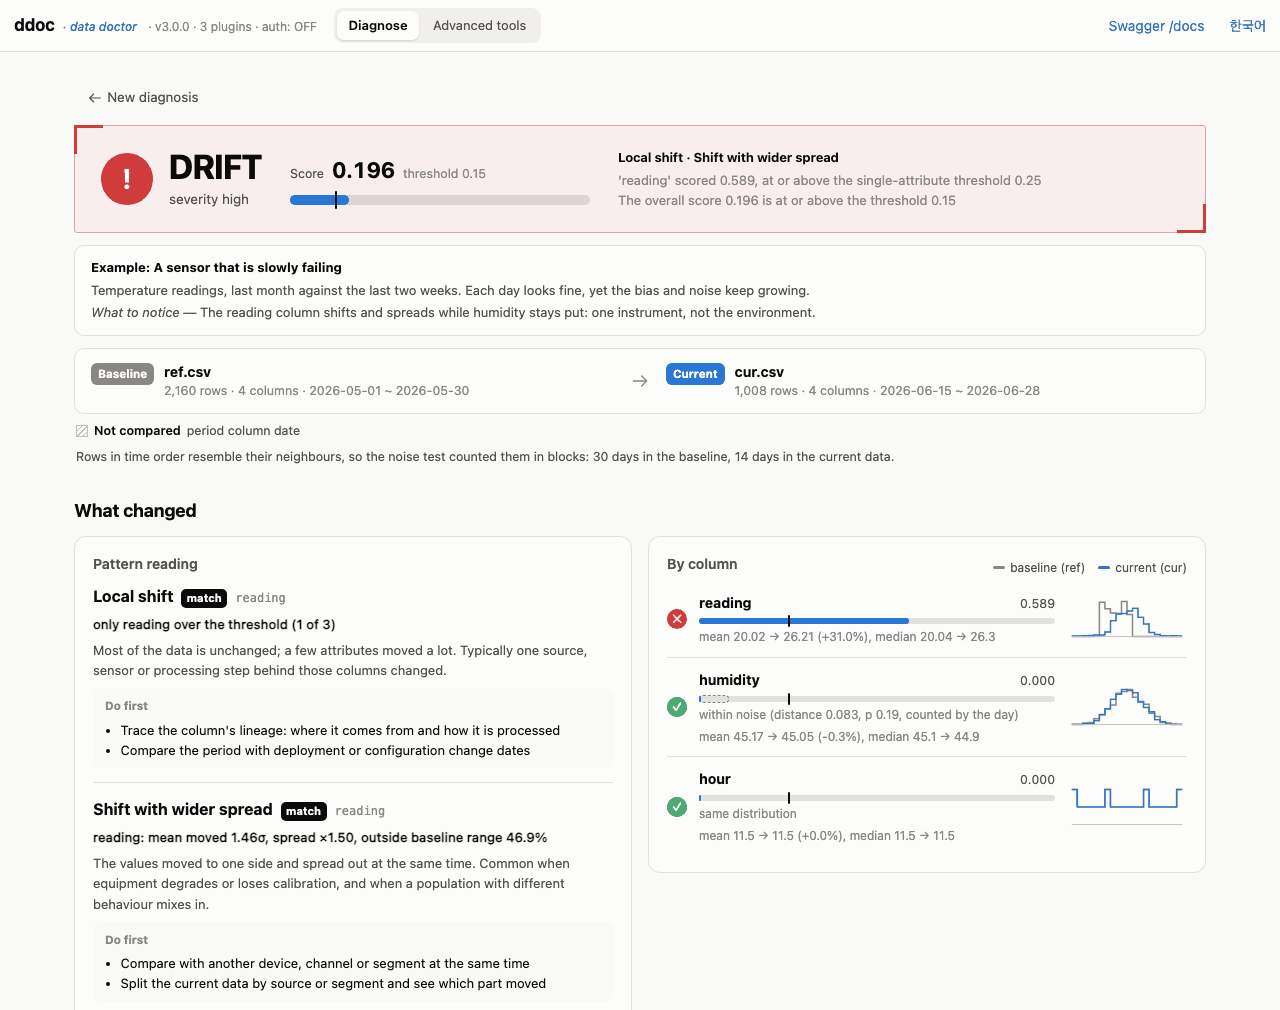 ddoc · data doctor · v3.0.0 · 3 plugins · auth: OFF Diagnose Advanced tools Swagger /docs 한국어
← New diagnosis
! DRIFT
severity high
Score 0.196 threshold 0.15
Local shift · Shift with wider spread
'reading' scored 0.589, at or above the single-attribute threshold 0.25
The overall score 0.196 is at or above the threshold 0.15
Example: A sensor that is slowly failing
Temperature readings, last month against the last two weeks. Each day looks fine, yet the bias and noise keep growing.
What to notice — The reading column shifts and spreads while humidity stays put: one instrument, not the environment.
Baseline ref.csv
2,160 rows · 4 columns · 2026-05-01 ~ 2026-05-30
→
Current cur.csv
1,008 rows · 4 columns · 2026-06-15 ~ 2026-06-28
Not compared period column date
Rows in time order resemble their neighbours, so the noise test counted them in blocks: 30 days in the baseline, 14 days in the current data.
What changed
Pattern reading
Local shift match reading
only reading over the threshold (1 of 3)
Most of the data is unchanged; a few attributes moved a lot. Typically one source,
sensor or processing step behind those columns changed.
Do first
• Trace the column's lineage: where it comes from and how it is processed
• Compare the period with deployment or configuration change dates
Shift with wider spread match reading
reading: mean moved 1.46σ, spread ×1.50, outside baseline range 46.9%
The values moved to one side and spread out at the same time. Common when
equipment degrades or loses calibration, and when a population with different
behaviour mixes in.
Do first
• Compare with another device, channel or segment at the same time
• Split the current data by source or segment and see which part moved
By column
baseline (ref) current (cur)
reading 0.589
mean 20.02 → 26.21 (+31.0%), median 20.04 → 26.3
humidity 0.000
within noise (distance 0.083, p 0.19, counted by the day)
mean 45.17 → 45.05 (-0.3%), median 45.1 → 44.9
hour 0.000
same distribution
mean 11.5 → 11.5 (+0.0%), median 11.5 → 11.5